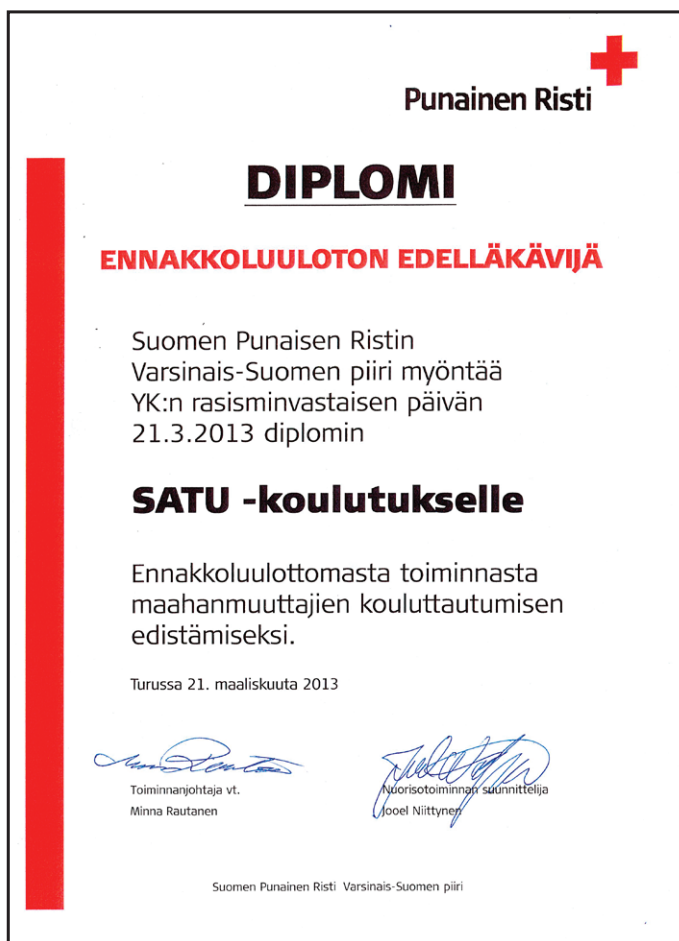 Punainen Risti
DIPLOMI
ENNAKKOLUULOTON EDELLÄKÄVIJÄ
Suomen Punaisen Ristin
Varsinais-Suomen piiri myöntää
YK:n rasisminvastaisen päivän
21.3.2013 diplomin
SATU -koulutukselle
Ennakkoluulottomasta toiminnasta
maahanmuuttajien kouluttautumisen
edistämiseksi.
Turussa 21. maaliskuuta 2013
Toiminnanjohtaja vt.
Minna Rautanen
Nuorisotoiminnan suunnittelija
Jooel Niittynen
Suomen Punainen Risti Varsinais-Suomen piiri